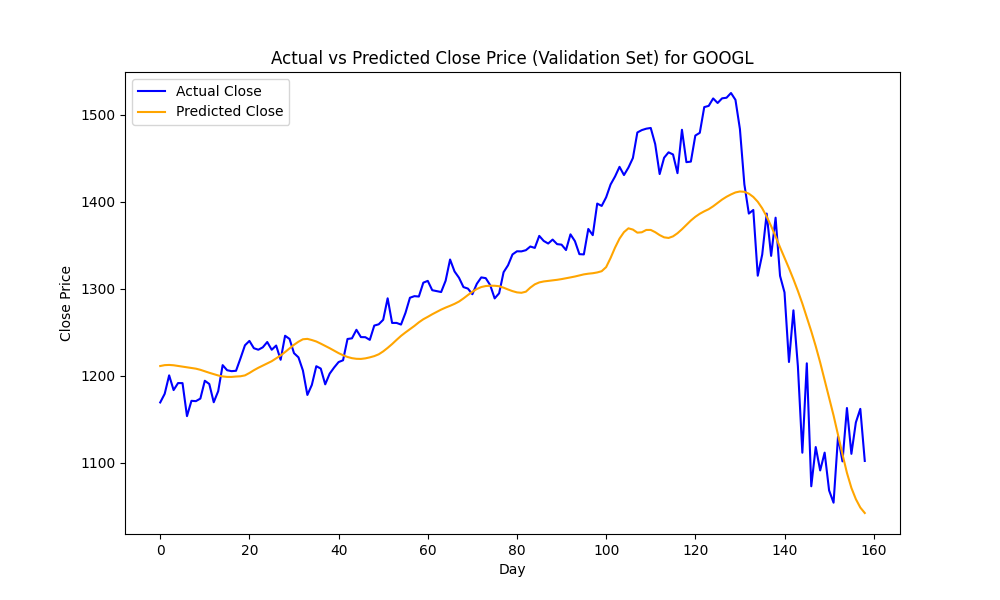 Actual vs Predicted Close Price (Validation Set) for GOOGL
Actual Close
Predicted Close
Close Price
1500
1400
1300
1200
1100
0 20 40 60 80 100 120 140 160
Day